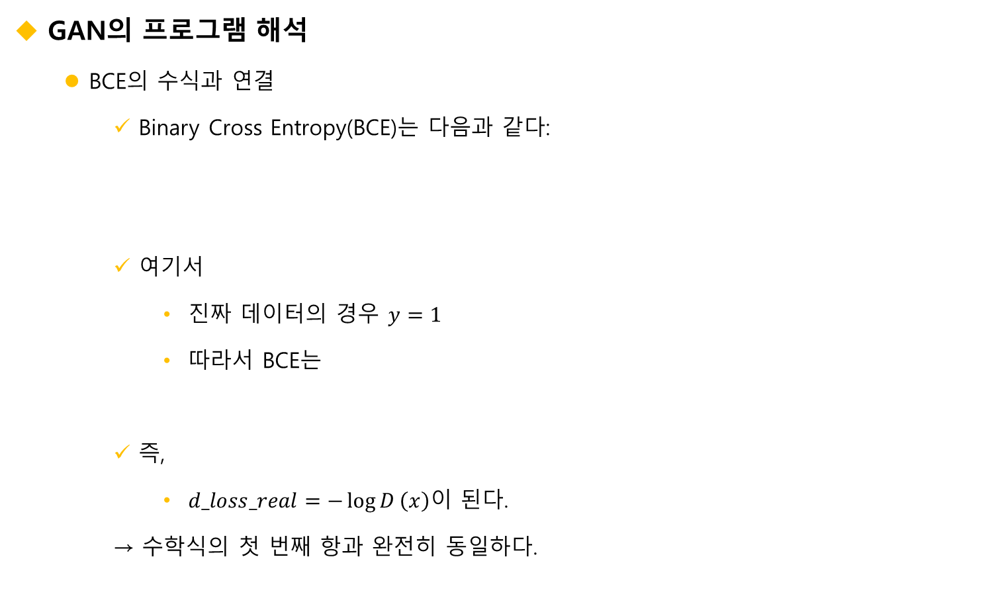 ◆ GAN의 프로그램 해석
● BCE의 수식과 연결
✓ Binary Cross Entropy(BCE)는 다음과 같다:
✓ 여기서
• 진짜 데이터의 경우 𝑦 = 1
• 따라서 BCE는
✓ 즉,
• 𝑑_𝑙𝑜𝑠𝑠_𝑟𝑒𝑎𝑙 = − log 𝐷 (𝑥)이 된다.
→ 수학식의 첫 번째 항과 완전히 동일하다.